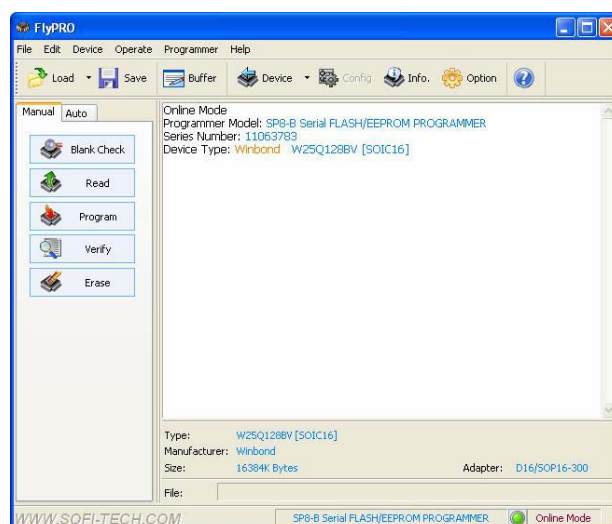 FlyPRO
File Edit Device Operate Programmer Help
Load Save Buffer Device Config Info. Option
Manual Auto
Blank Check
Read
Program
Verify
Erase
Online Mode
Programmer Model: SP8-B Serial FLASH/EEPROM PROGRAMMER
Series Number: 11063783
Device Type: Winbond W25Q128BV [SOIC16]
Type: W25Q128BV [SOIC16]
Manufacturer: Winbond
Size: 16384K Bytes Adapter: D16/SOP16-300
File:
WWW.SOFI-TECH.COM SP8-B Serial FLASH/EEPROM PROGRAMMER Online Mode